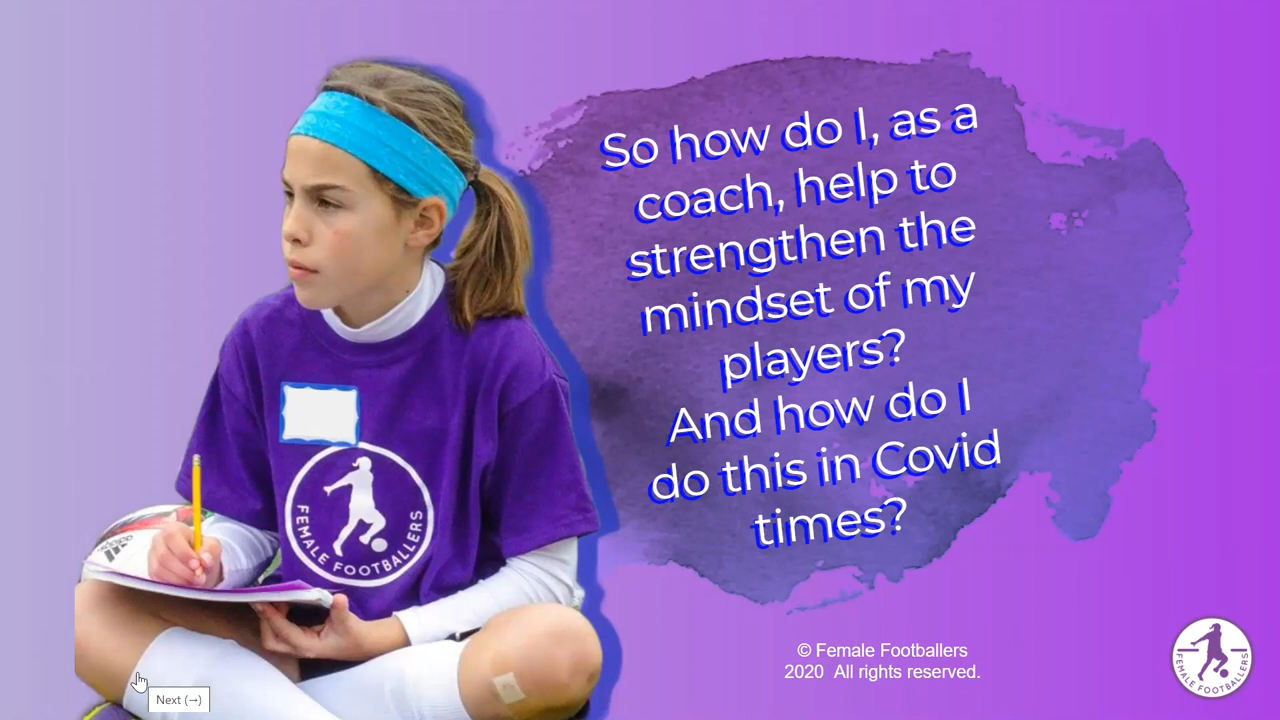 So how do I, as a
coach, help to
strengthen the
mindset of my
players?
And how do I
do this in Covid
times?
FEMALE FOOTBALLERS
adidas
© Female Footballers
2020 All rights reserved.
FEMALE FOOTBALLERS
Next (→)